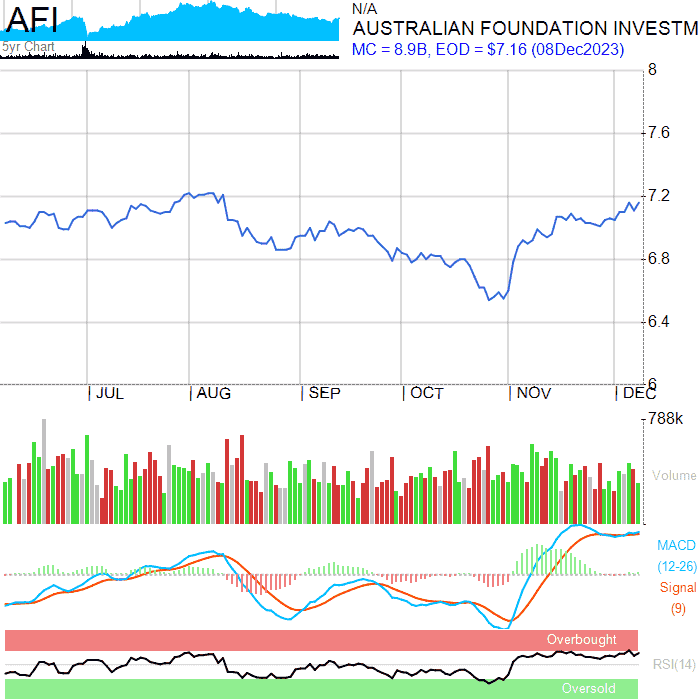 AFI
5yr Chart
N/A
AUSTRALIAN FOUNDATION INVESTM
MC = 8.9B, EOD = $7.16 (08Dec2023)
8
7.6
7.2
6.8
6.4
6
JUL AUG SEP OCT NOV DEC
788k
Volume
MACD
(12-26)
Signal
(9)
Overbought
RSI(14)
Oversold